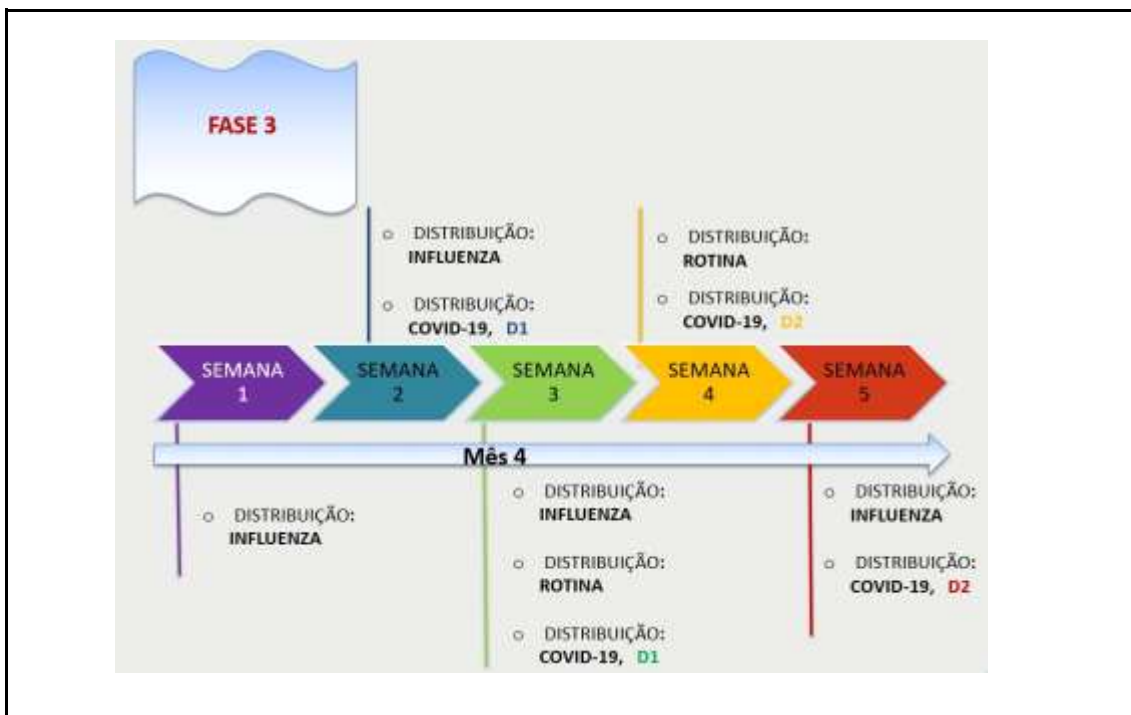 FASE 3
o DISTRIBUIÇÃO:
INFLUENZA
o DISTRIBUIÇÃO:
COVID-19, D1
o DISTRIBUIÇÃO:
ROTINA
o DISTRIBUIÇÃO:
COVID-19, D2
SEMANA
1
SEMANA
2
SEMANA
3
SEMANA
4
SEMANA
5
Mês 4
o DISTRIBUIÇÃO:
INFLUENZA
o DISTRIBUIÇÃO:
INFLUENZA
o DISTRIBUIÇÃO:
ROTINA
o DISTRIBUIÇÃO:
COVID-19, D1
o DISTRIBUIÇÃO:
INFLUENZA
o DISTRIBUIÇÃO:
COVID-19, D2